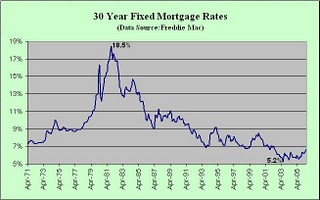 30 Year Fixed Mortgage Rates
(Data Source:Freddie Mac)
19%
17%
15%
13%
11%
9%
7%
5%
18.5%
5.2%
Apr-71
Apr-73
Apr-75
Apr-77
Apr-79
Apr-81
Apr-83
Apr-85
Apr-87
Apr-89
Apr-91
Apr-93
Apr-95
Apr-97
Apr-99
Apr-01
Apr-03
Apr-05